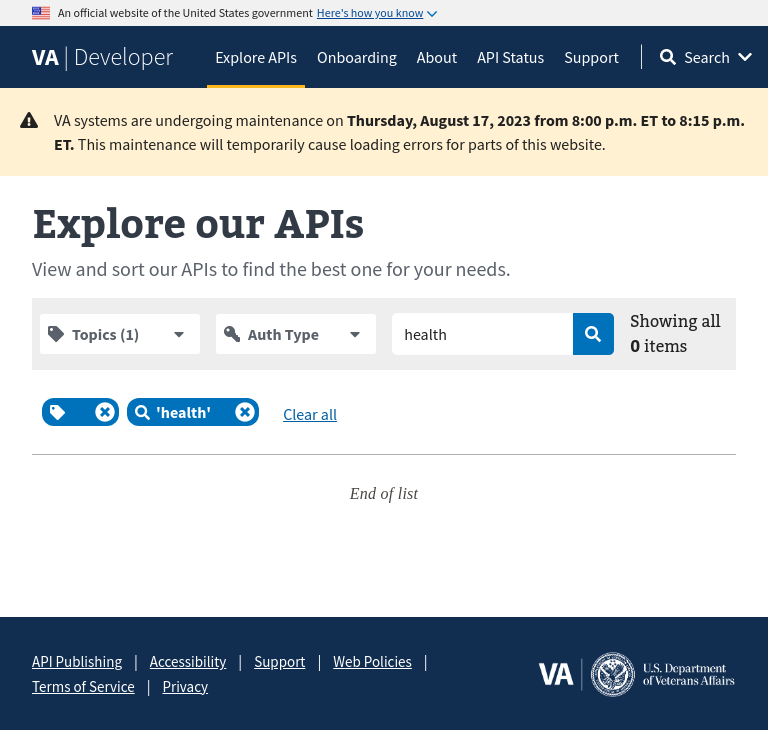 An official website of the United States government Here's how you know
VA | Developer
Explore APIs Onboarding About API Status Support Search
VA systems are undergoing maintenance on Thursday, August 17, 2023 from 8:00 p.m. ET to 8:15 p.m.
ET. This maintenance will temporarily cause loading errors for parts of this website.
Explore our APIs
View and sort our APIs to find the best one for your needs.
Topics (1) Auth Type health
Showing all
0 items
'health' Clear all
End of list
API Publishing | Accessibility | Support | Web Policies |
Terms of Service | Privacy
VA | U.S. Department
of Veterans Affairs